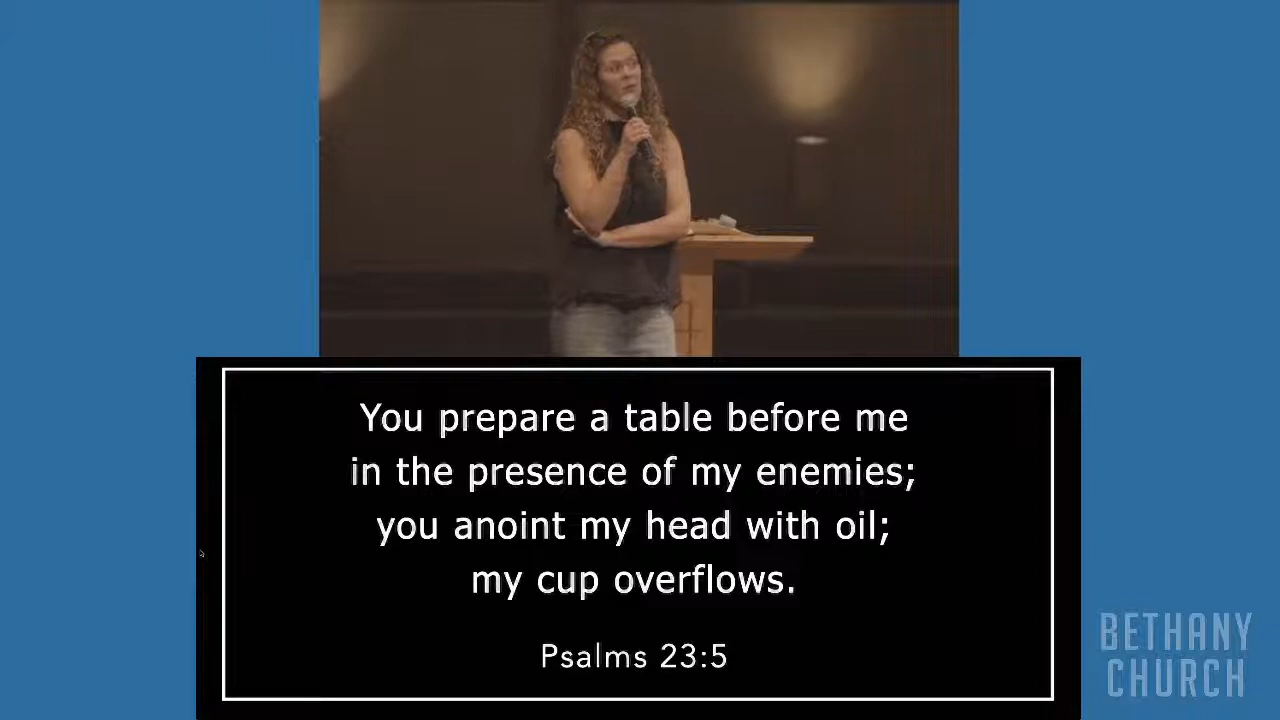 You prepare a table before me
in the presence of my enemies;
you anoint my head with oil;
my cup overflows.
Psalms 23:5
BETHANY
CHURCH